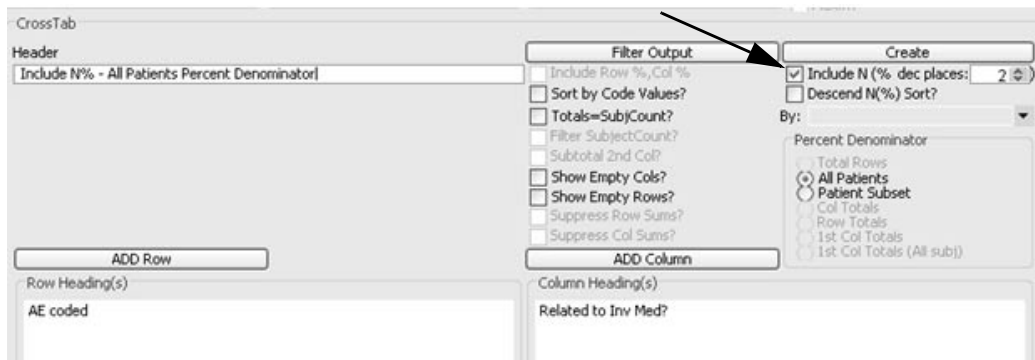 CrossTab
Header
Include N% - All Patients Percent Denominator
Filter Output
Create
Include Row %,Col %
Include N (% dec places: 2 )
Sort by Code Values?
Descend N(%) Sort?
Totals=SubjCount?
By:
Filter SubjectCount?
Percent Denominator
Subtotal 2nd Col?
Total Rows
Show Empty Cols?
All Patients
Show Empty Rows?
Patient Subset
Suppress Row Sums?
Col Totals
Row Totals
Suppress Col Sums?
1st Col Totals
1st Col Totals (All subj)
ADD Row
ADD Column
Row Heading(s)
Column Heading(s)
AE coded
Related to Inv Med?